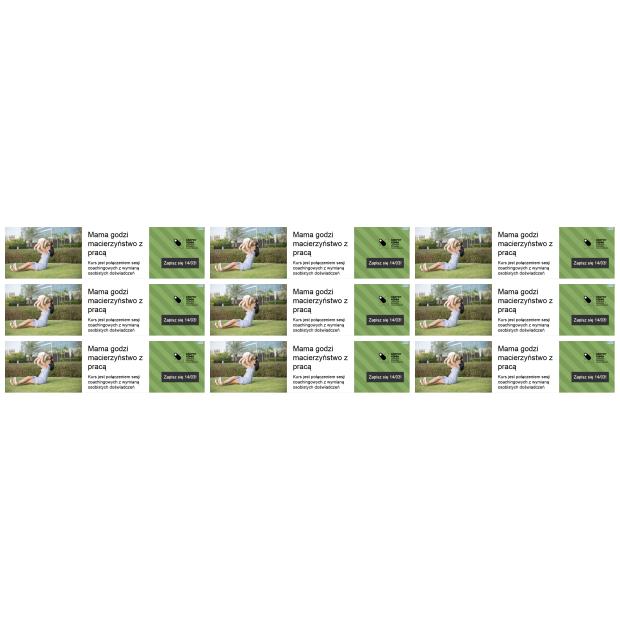 Mama godzi
macierzyństwo z
pracą
Kurs jest połączeniem sesji
coachingowych z wymianą
osobistych doświadczeń
Zapisz się 14/03!
Mama godzi
macierzyństwo z
pracą
Kurs jest połączeniem sesji
coachingowych z wymianą
osobistych doświadczeń
Zapisz się 14/03!
Mama godzi
macierzyństwo z
pracą
Kurs jest połączeniem sesji
coachingowych z wymianą
osobistych doświadczeń
Zapisz się 14/03!
Mama godzi
macierzyństwo z
pracą
Kurs jest połączeniem sesji
coachingowych z wymianą
osobistych doświadczeń
Zapisz się 14/03!
Mama godzi
macierzyństwo z
pracą
Kurs jest połączeniem sesji
coachingowych z wymianą
osobistych doświadczeń
Zapisz się 14/03!
Mama godzi
macierzyństwo z
pracą
Kurs jest połączeniem sesji
coachingowych z wymianą
osobistych doświadczeń
Zapisz się 14/03!
Mama godzi
macierzyństwo z
pracą
Kurs jest połączeniem sesji
coachingowych z wymianą
osobistych doświadczeń
Zapisz się 14/03!
Mama godzi
macierzyństwo z
pracą
Kurs jest połączeniem sesji
coachingowych z wymianą
osobistych doświadczeń
Zapisz się 14/03!
Mama godzi
macierzyństwo z
pracą
Kurs jest połączeniem sesji
coachingowych z wymianą
osobistych doświadczeń
Zapisz się 14/03!